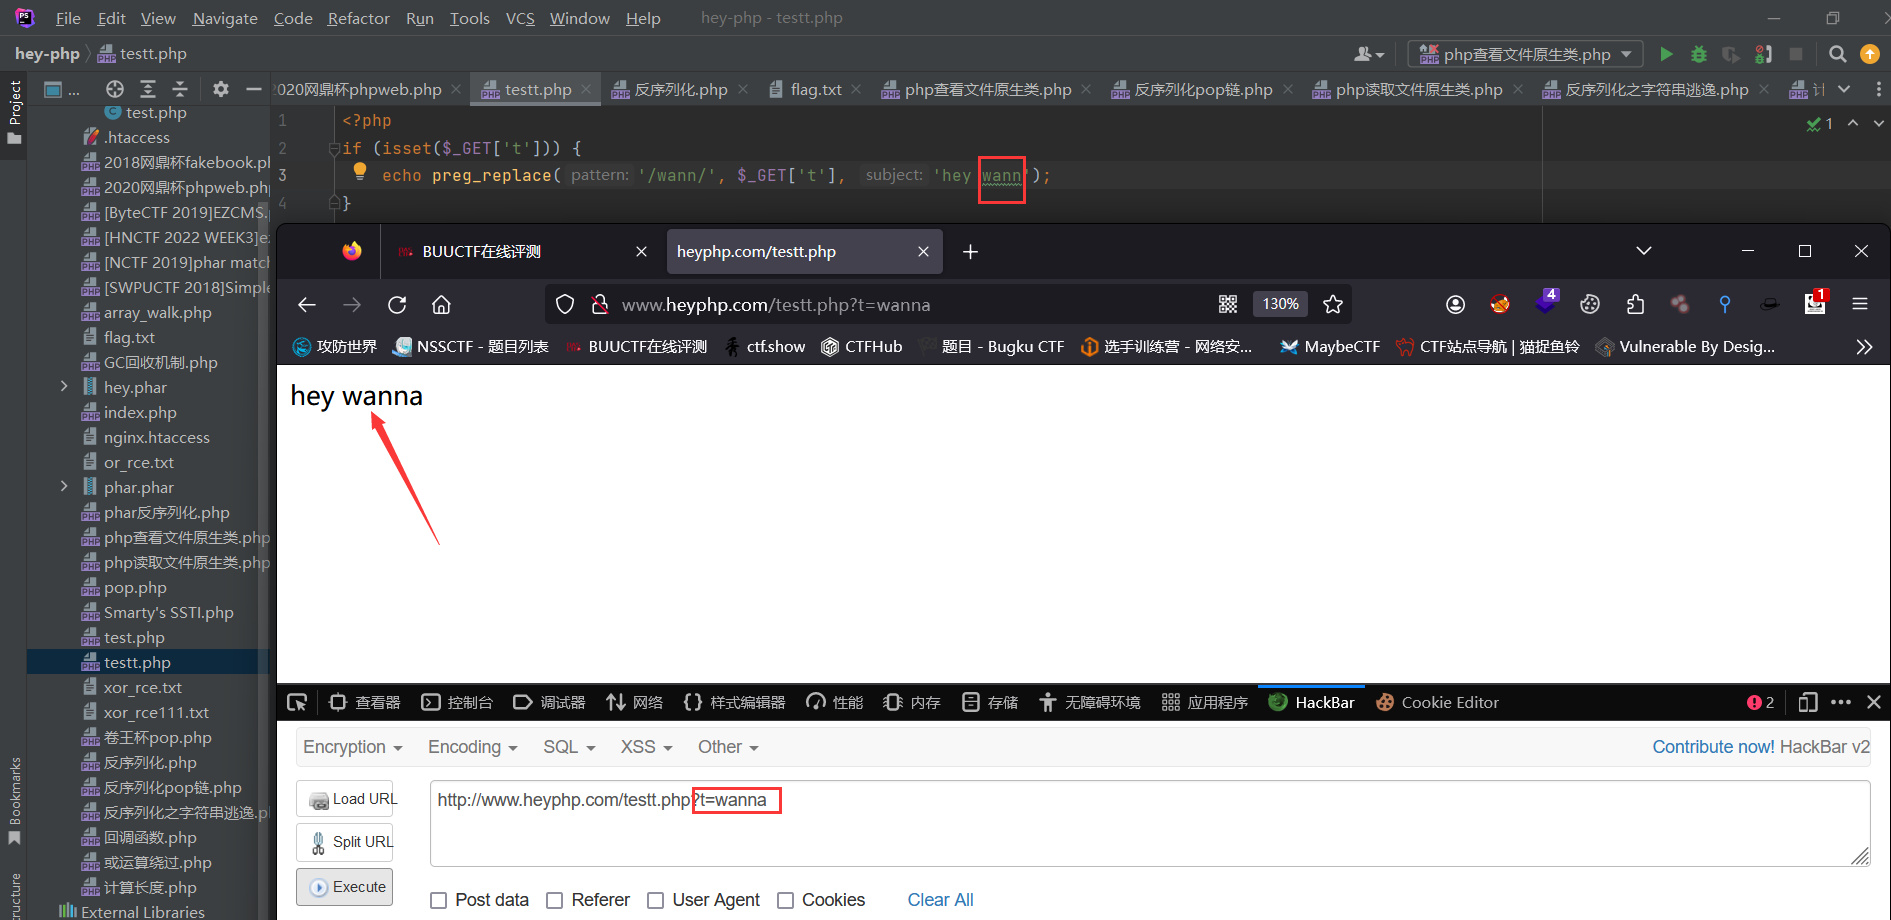 File Edit View Navigate Code Refactor Run Tools VCS Window Help hey-php - testt.php
hey-php testt.php php查看文件原生类.php
Project
... 2020网鼎杯phpweb.php testt.php 反序列化.php flag.txt php查看文件原生类.php 反序列化pop链.php php读取文件原生类.php 反序列化之字符串逃逸.php 计
test.php
.htaccess
2018网鼎杯fakebook.ph
2020网鼎杯phpweb.php
[ByteCTF 2019]EZCMS.p
[HNCTF 2022 WEEK3]e
[NCTF 2019]phar matc
[SWPUCTF 2018]Simple
array_walk.php
flag.txt
GC回收机制.php
hey.phar
index.php
nginx.htaccess
or_rce.txt
phar.phar
phar反序列化.php
php查看文件原生类.php
php读取文件原生类.php
pop.php
Smarty's SSTI.php
test.php
testt.php
xor_rce.txt
xor_rce111.txt
卷王杯pop.php
反序列化.php
反序列化pop链.php
反序列化之字符串逃逸.p
回调函数.php
或运算绕过.php
计算长度.php
External Libraries
Bookmarks
ructure
1 <?php
2 if (isset($_GET['t'])) {
3 echo preg_replace( pattern: '/wann/', $_GET['t'], subject: 'hey wann');
4 }
1
BUUCTF在线评测 heyphp.com/testt.php
www.heyphp.com/testt.php?t=wanna 130% 4 1
攻防世界 NSSCTF - 题目列表 BUUCTF在线评测 ctf.show CTFHub 题目 - Bugku CTF 选手训练营 - 网络安... MaybeCTF CTF站点导航 | 猫捉鱼铃 Vulnerable By Desig...
hey wanna
查看器 控制台 调试器 网络 样式编辑器 性能 内存 存储 无障碍环境 应用程序 HackBar Cookie Editor 2
Encryption Encoding SQL XSS Other Contribute now! HackBar v2
Load URL
Split URL
Execute
http://www.heyphp.com/testt.php?t=wanna
Post data Referer User Agent Cookies Clear All